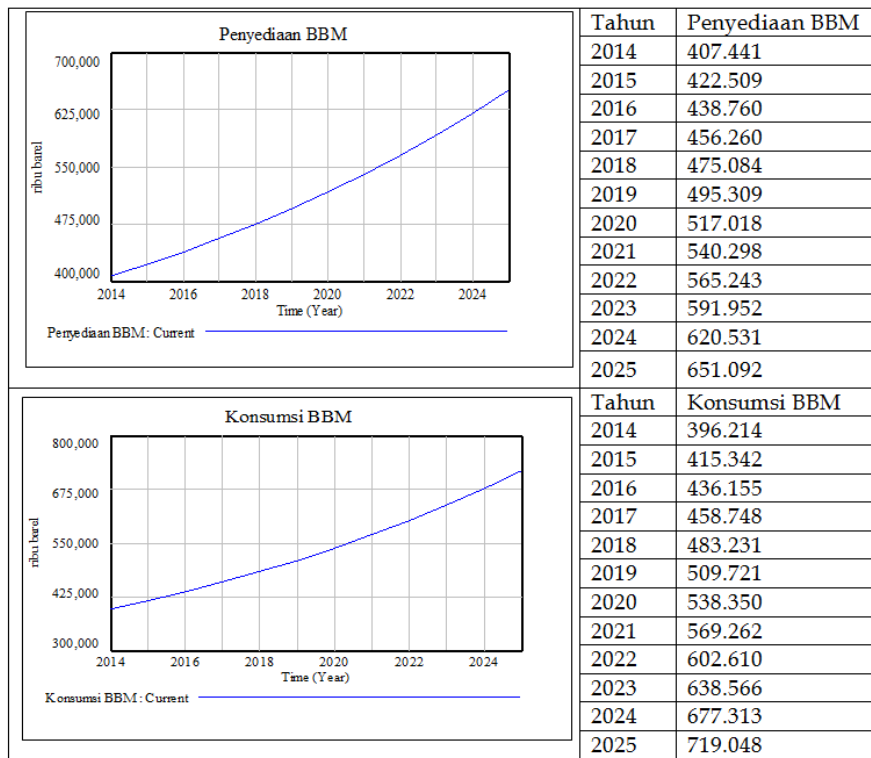 Penyediaan BBM
700,000
625,000
550,000
475,000
400,000
ribu barel
2014 2016 2018 2020 2022 2024
Time (Year)
Penyediaan BBM : Current
Tahun Penyediaan BBM
2014 407.441
2015 422.509
2016 438.760
2017 456.260
2018 475.084
2019 495.309
2020 517.018
2021 540.298
2022 565.243
2023 591.952
2024 620.531
2025 651.092
Konsumsi BBM
800,000
675,000
550,000
425,000
300,000
ribu barel
2014 2016 2018 2020 2022 2024
Time (Year)
Konsumsi BBM : Current
Tahun Konsumsi BBM
2014 396.214
2015 415.342
2016 436.155
2017 458.748
2018 483.231
2019 509.721
2020 538.350
2021 569.262
2022 602.610
2023 638.566
2024 677.313
2025 719.048